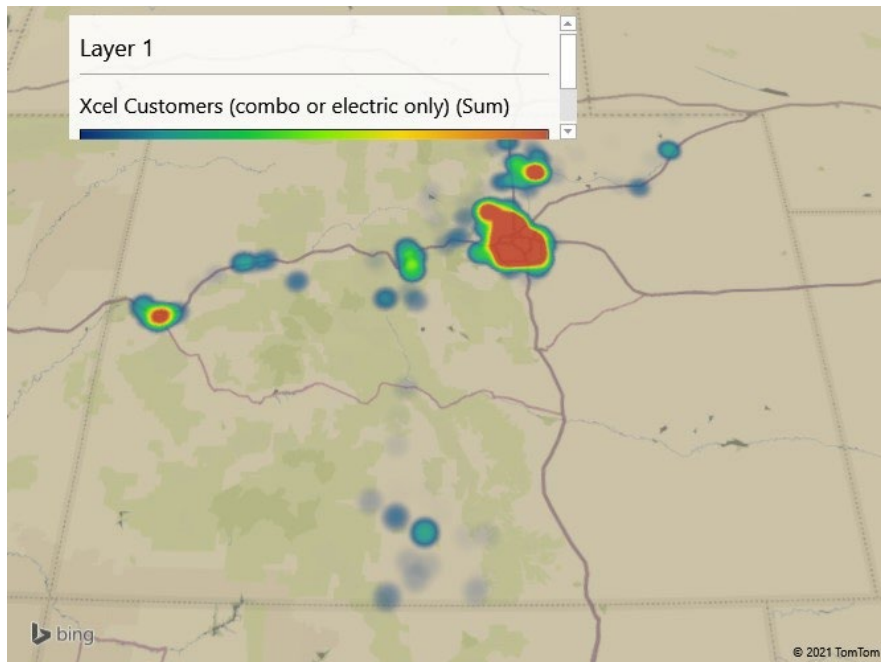 Layer 1
Xcel Customers (combo or electric only) (Sum)
bing
© 2021 TomTom